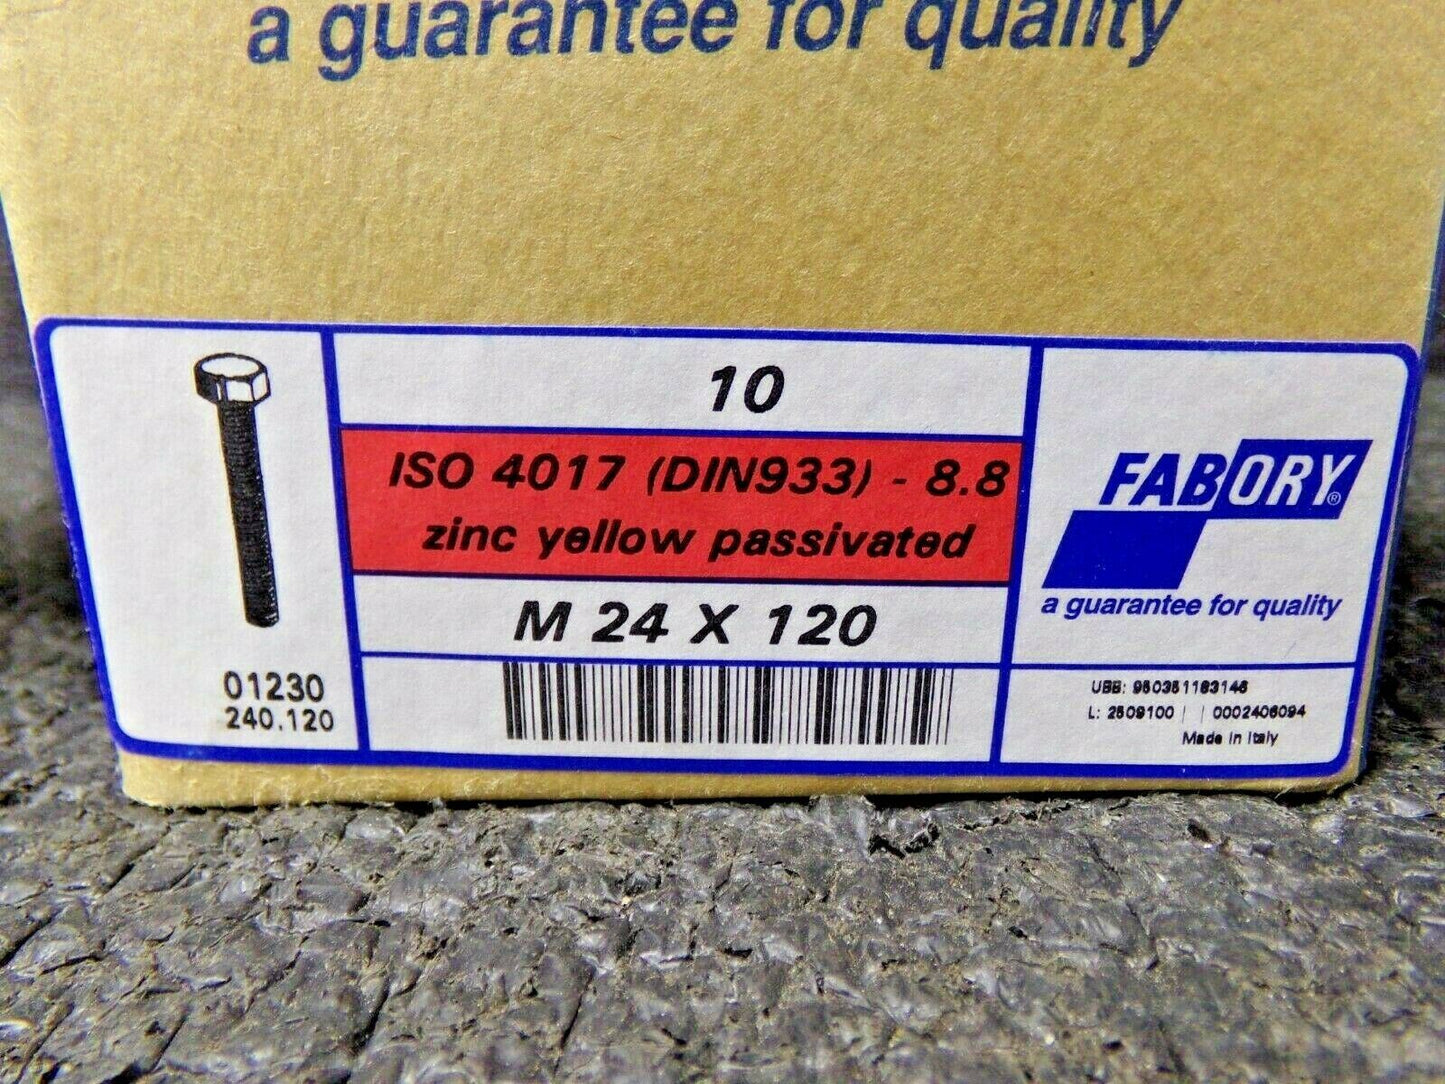 a guarantee for quality
10
ISO 4017 (DIN933) - 8.8
zinc yellow passivated
M 24 X 120
01230
240.120
FABORY®
a guarantee for quality
UBB: 960351183146
L: 2509100 | | 0002406094
Made in Italy